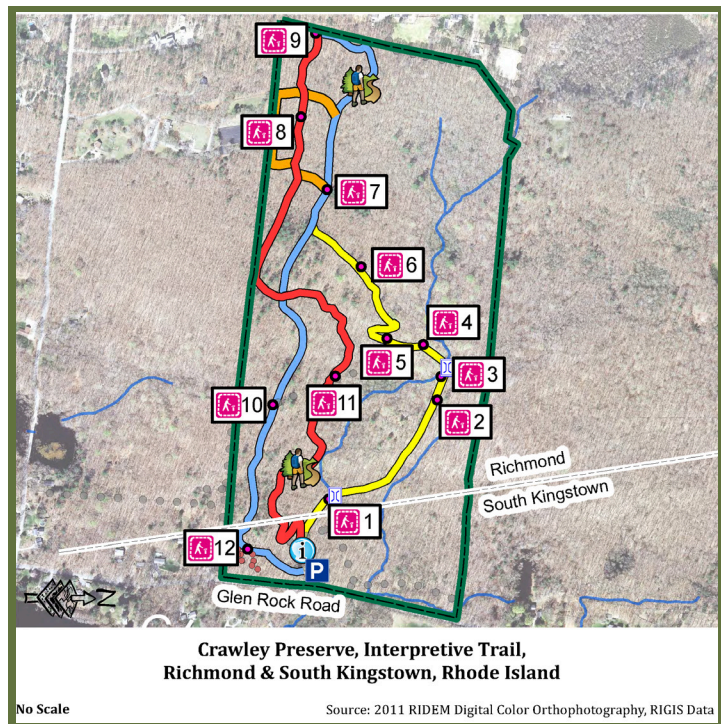 9
8
7
6
4
5
3
11
10
2
Richmond
South Kingstown
1
12
i
P
Glen Rock Road
N
Crawley Preserve, Interpretive Trail,
Richmond & South Kingstown, Rhode Island
No Scale
Source: 2011 RIDEM Digital Color Orthophotography, RIGIS Data